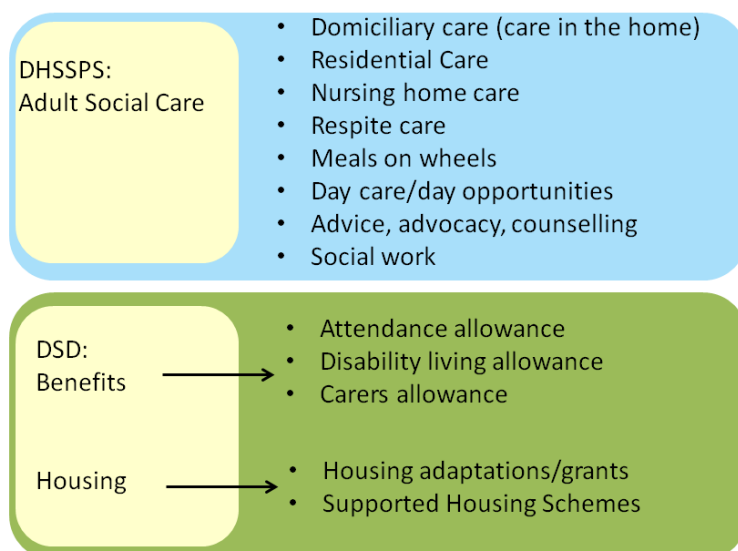 DHSSPS:
Adult Social Care
• Domiciliary care (care in the home)
• Residential Care
• Nursing home care
• Respite care
• Meals on wheels
• Day care/day opportunities
• Advice, advocacy, counselling
• Social work
DSD:
Benefits
• Attendance allowance
• Disability living allowance
• Carers allowance
Housing
• Housing adaptations/grants
• Supported Housing Schemes